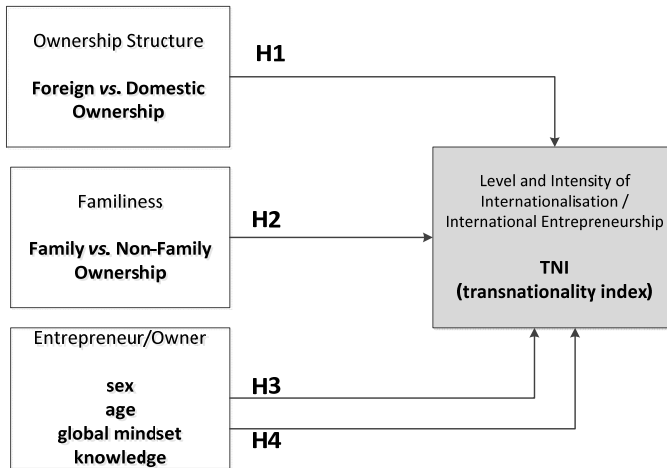 Ownership Structure
Foreign vs. Domestic
Ownership
H1
Familiness
Family vs. Non-Family
Ownership
H2
Level and Intensity of
Internationalisation /
International Entrepreneurship
TNI
(transnationality index)
Entrepreneur/Owner
sex
age
global mindset
knowledge
H3
H4